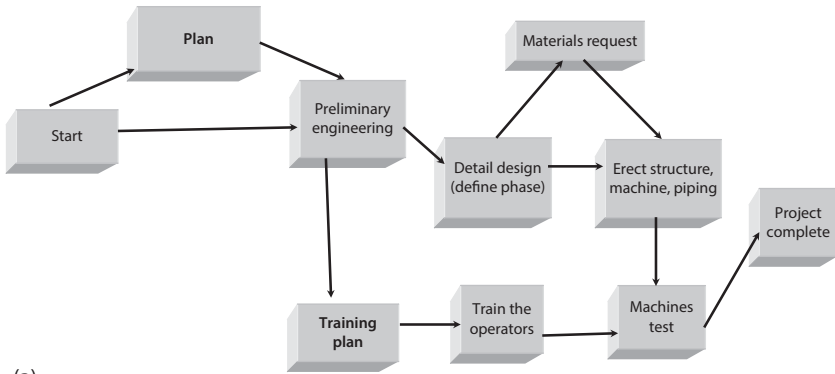 Plan
Materials request
Start
Preliminary
engineering
Detail design
(define phase)
Erect structure,
machine, piping
Project
complete
Training
plan
Train the
operators
Machines
test